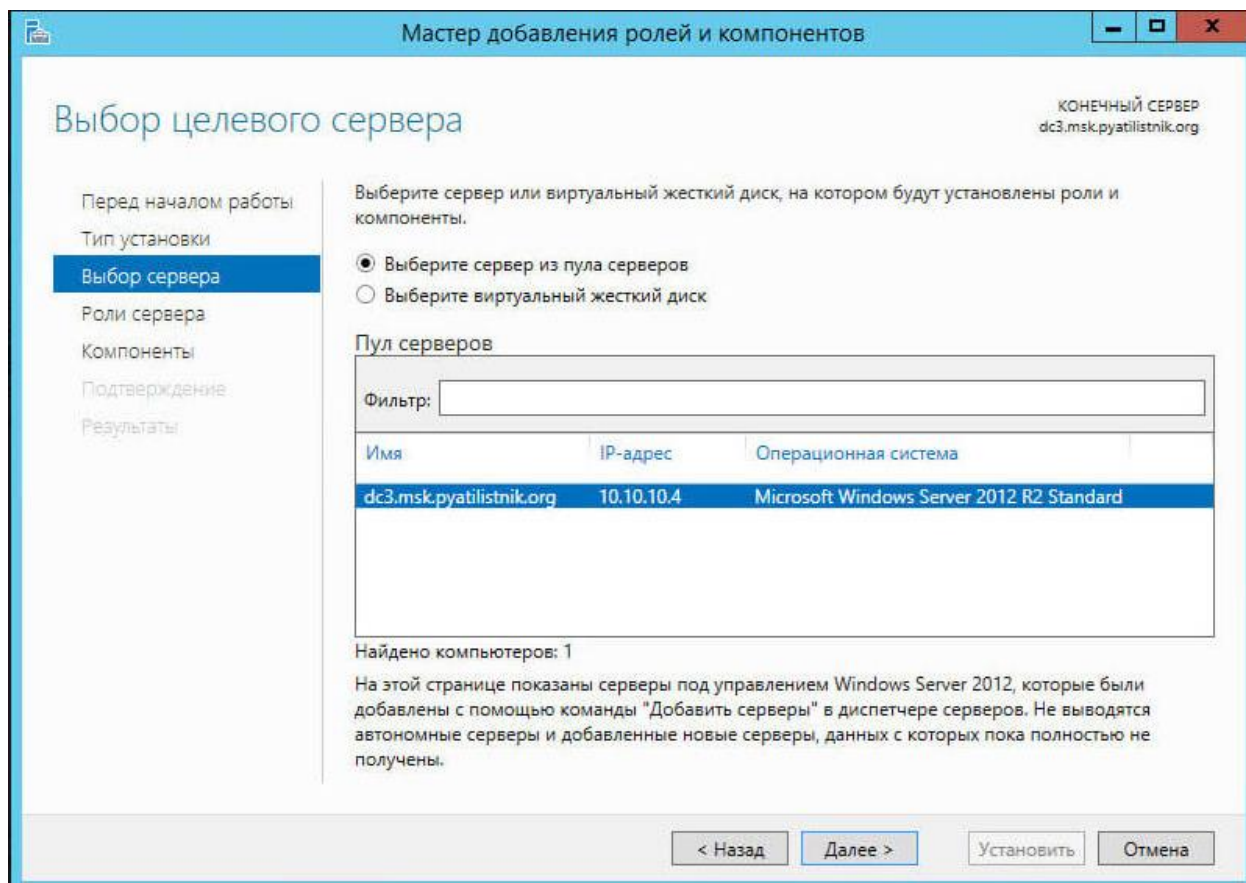 Мастер добавления ролей и компонентов
Выбор целевого сервера
КОНЕЧНЫЙ СЕРВЕР
dc3.msk.pyatilistnik.org
Перед началом работы
Тип установки
Выбор сервера
Роли сервера
Компоненты
Подтверждение
Результаты
Выберите сервер или виртуальный жесткий диск, на котором будут установлены роли и
компоненты.
Выберите сервер из пула серверов
Выберите виртуальный жесткий диск
Пул серверов
Фильтр:
Имя IP-адрес Операционная система
dc3.msk.pyatilistnik.org 10.10.10.4 Microsoft Windows Server 2012 R2 Standard
Найдено компьютеров: 1
На этой странице показаны серверы под управлением Windows Server 2012, которые были
добавлены с помощью команды "Добавить серверы" в диспетчере серверов. Не выводятся
автономные серверы и добавленные новые серверы, данных с которых пока полностью не
получены.
< Назад Далее > Установить Отмена